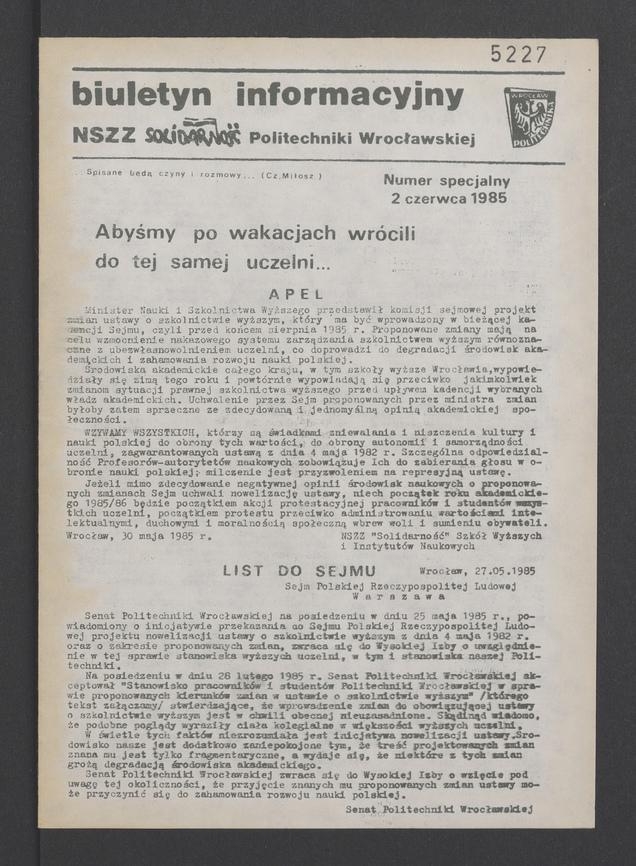 5227
biuletyn informacyjny
NSZZ SOLIDARNOŚĆ Politechniki Wrocławskiej
WROCŁAW
POLITECHNIKA
...Spisane będą czyny i rozmowy... (Cz.Miłosz)
Numer specjalny
2 czerwca 1985
Abyśmy po wakacjach wrócili
do tej samej uczelni...
APEL
Minister Nauki i Szkolnictwa Wyższego przedstawił komisji sejmowej projekt
zmian ustawy o szkolnictwie wyższym, który ma być wprowadzony w bieżącej ka-
dencji Sejmu, czyli przed końcem sierpnia 1985 r. Proponowane zmiany mają na
celu wzmocnienie nakazowego systemu zarządzania szkolnictwem wyższym równozna-
czne z ubezwłasnowolnieniem uczelni, co doprowadzi do degradacji środowisk aka-
demickich i zahamowania rozwoju nauki polskiej.
Środowiska akademickie całego kraju, w tym szkoły wyższe Wrocławia,wypowie-
działy się zimą tego roku i powtórnie wypowiadają się przeciwko jakimkolwiek
zmianom sytuacji prawnej szkolnictwa wyższego przed upływem kadencji wybranych
władz akademickich. Uchwalenie przez Sejm proponowanych przez ministra zmian
byłoby zatem sprzeczne ze zdecydowaną i jednomyślną opinią akademickiej spo-
łeczności.
WZYWAMY WSZYSTKICH, którzy są świadkami zniewalania i niszczenia kultury i
nauki polskiej do obrony tych wartości, do obrony autonomii i samorządności
uczelni, zagwarantowanych ustawą z dnia 4 maja 1982 r. Szczególna odpowiedzial-
ność Profesorów-autorytetów naukowych zobowiązuje ich do zabierania głosu w o-
bronie nauki polskiej; milczenie jest przyzwoleniem na represyjną ustawę.
Jeżeli mimo zdecydowanie negatywnej opinii środowisk naukowych o proponowa-
nych zmianach Sejm uchwali nowelizację ustawy, niech początek roku akademickie-
go 1985/86 będzie początkiem akcji protestacyjnej pracowników i studentów wszys-
tkich uczelni, początkiem protestu przeciwko administrowaniu wartościami inte-
lektualnymi, duchowymi i moralnością społeczną wbrew woli i sumieniu obywateli.
Wrocław, 30 maja 1985 r.
NSZZ "Solidarność" Szkół Wyższych
i Instytutów Naukowych
LIST DO SEJMU
Wrocław, 27.05.1985
Sejm Polskiej Rzeczypospolitej Ludowej
Warszawa
Senat Politechniki Wrocławskiej na posiedzeniu w dniu 25 maja 1985 r., po-
wiadomiony o inicjatywie przekazania do Sejmu Polskiej Rzeczypospolitej Ludo-
wej projektu nowelizacji ustawy o szkolnictwie wyższym z dnia 4 maja 1982 r.
oraz o zakresie proponowanych zmian, zwraca się do Wysokiej Izby o uwzględnie-
nie w tej sprawie stanowiska wyższych uczelni, w tym i stanowiska naszej Poli-
techniki.
Na posiedzeniu w dniu 28 lutego 1985 r. Senat Politechniki Wrocławskiej ak-
ceptował "Stanowisko pracowników i studentów Politechniki Wrocławskiej w spra-
wie proponowanych kierunków zmian w ustawie o szkolnictwie wyższym" /którego
tekst załączamy/ stwierdzające, że wprowadzenie zmian do obowiązującej ustawy
o szkolnictwie wyższym jest w chwili obecnej nieuzasadnione. Skądinąd wiadomo,
że podobne poglądy wyraziły ciała kolegialne w większości wyższych uczelni.
W świetle tych faktów niezrozumiała jest inicjatywa nowelizacji ustawy.Śro-
dowisko nasze jest dodatkowo zaniepokojone tym, że treść projektowanych zmian
znana mu jest tylko fragmentarycznie, a wydaje się, że niektóre z tych zmian
grożą degradacją środowiska akademickiego.
Senat Politechniki Wrocławskiej zwraca się do Wysokiej Izby o wzięcie pod
uwagę tej okoliczności, że przyjęcie znanych mu proponowanych zmian ustawy mo-
że przyczynić się do zahamowania rozwoju nauki polskiej.
Senat Politechniki Wrocławskiej